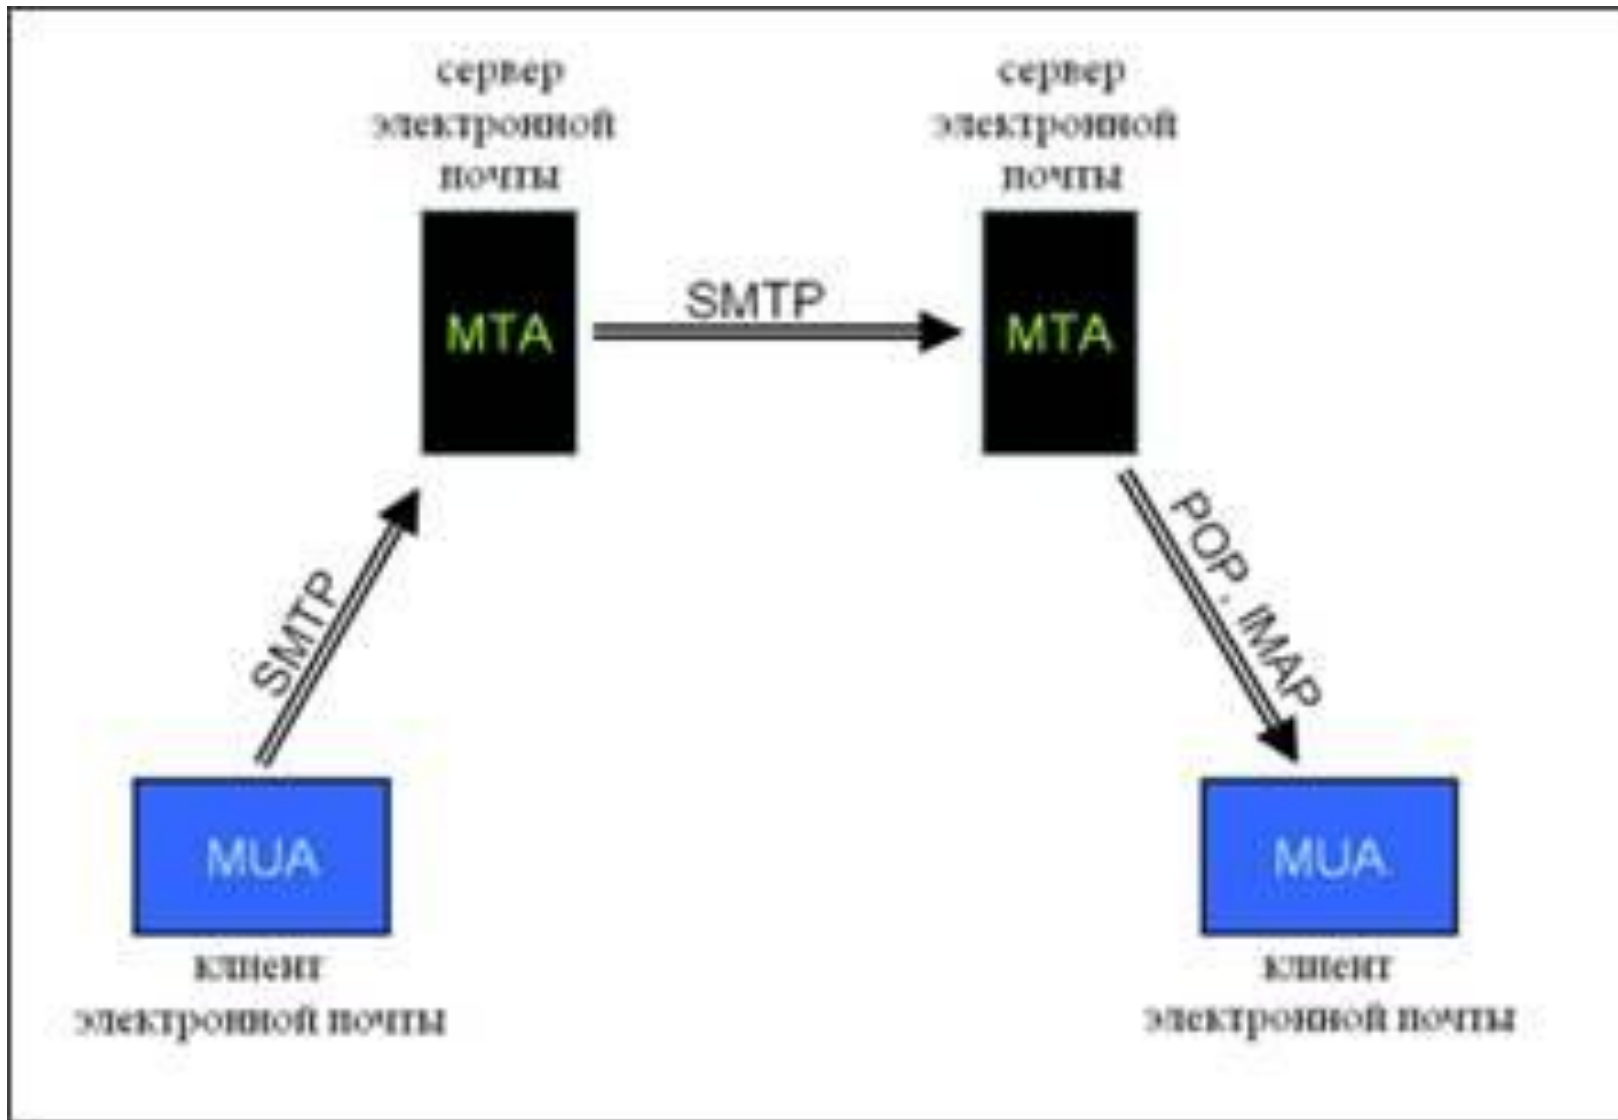 сервер
электронной
почты
сервер
электронной
почты
MTA
SMTP
MTA
SMTP
POP, IMAP
MUA
MUA
клиент
электронной почты
клиент
электронной почты